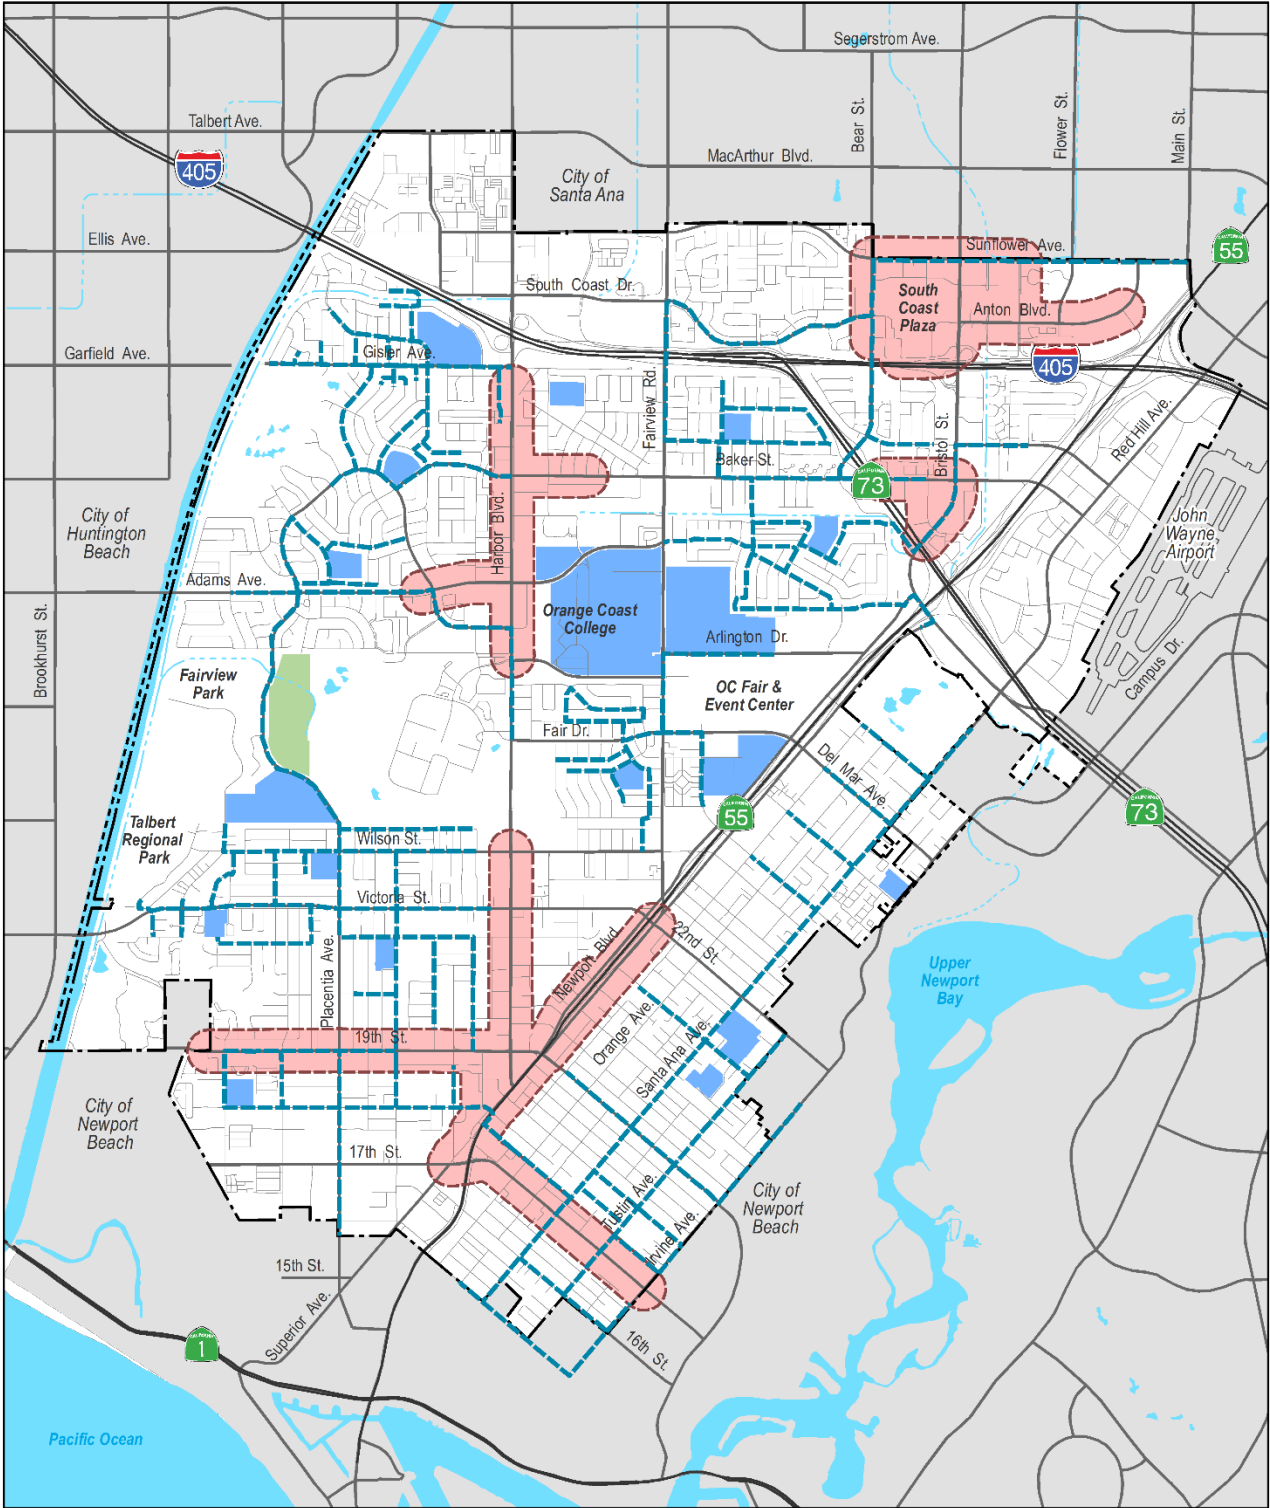 Segerstrom Ave.
Talbert Ave.
Bear St.
Flower St.
Main St.
MacArthur Blvd.
405
City of
Santa Ana
Ellis Ave.
Sunflower Ave.
CALIFORNIA
55
South Coast Dr.
South
Coast
Plaza
Anton Blvd.
Garfield Ave.
Gisler Ave.
405
Fairview Rd.
Bristol St.
Red Hill Ave.
Baker St.
CALIFORNIA
73
Harbor Blvd.
City of
Huntington
Beach
John
Wayne
Airport
Adams Ave.
Orange Coast
College
Arlington Dr.
Brookhurst St.
Fairview
Park
OC Fair &
Event Center
Campus Dr.
Fair Dr.
Del Mar Ave.
CALIFORNIA
55
CALIFORNIA
73
Talbert
Regional
Park
Wilson St.
Victoria St.
Placentia Ave.
Newport Blvd.
22nd St.
Upper
Newport
Bay
19th St.
Orange Ave.
Santa Ana Ave.
City of
Newport
Beach
17th St.
Tustin Ave.
Irvine Ave.
City of
Newport
Beach
15th St.
Superior Ave.
16th St.
CALIFORNIA
1
Pacific Ocean